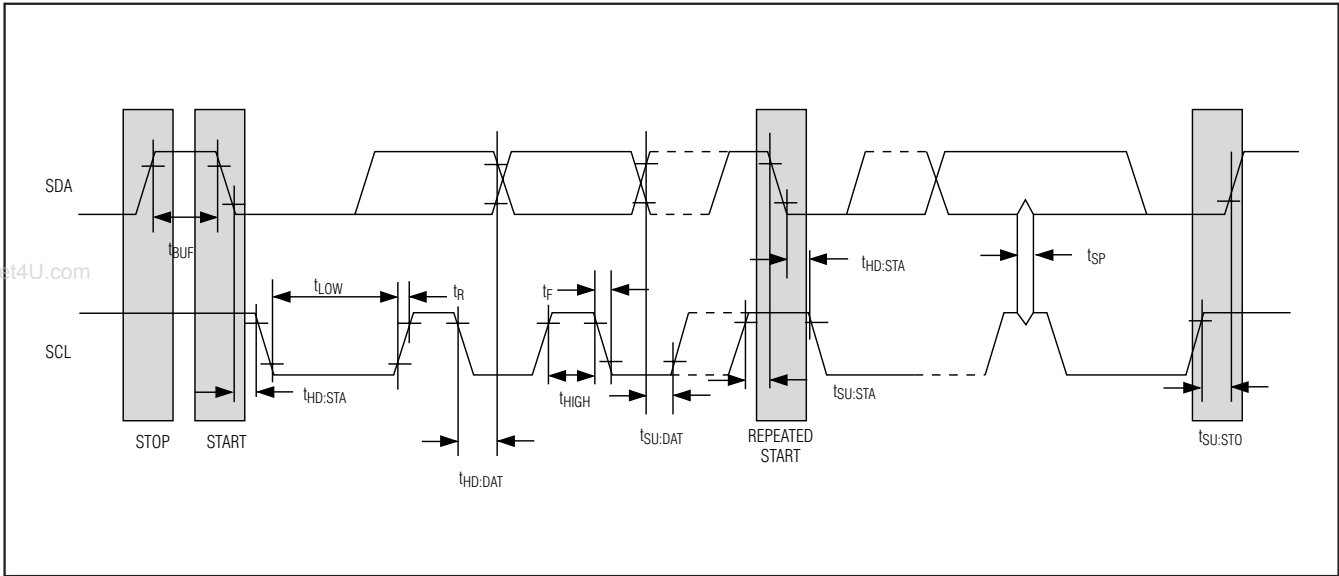 SDA
tBUF
et4U.com
tLOW
tR
tF
tHD:STA
tSP
SCL
tHD:STA
tHIGH
tSU:DAT
tSU:STA
tSU:STO
STOP
START
REPEATED
START
tHD:DAT